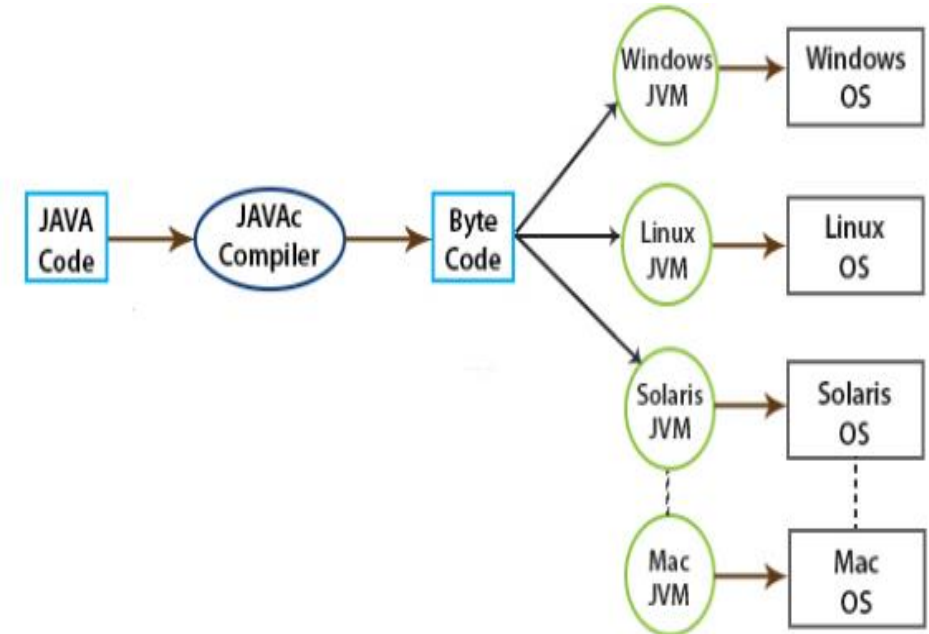 JAVA
Code
JAVAc
Compiler
Byte
Code
Windows
JVM
Windows
OS
Linux
JVM
Linux
OS
Solaris
JVM
Solaris
OS
Mac
JVM
Mac
OS